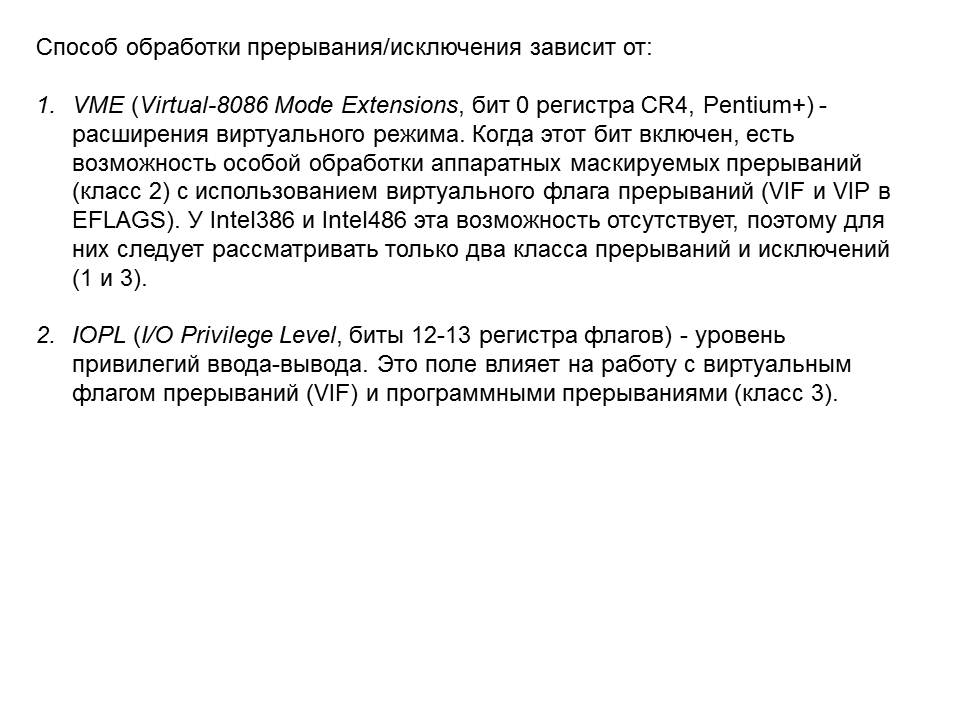 Способ обработки прерывания/исключения зависит от:
1. VME (Virtual-8086 Mode Extensions, бит 0 регистра CR4, Pentium+) -
расширения виртуального режима. Когда этот бит включен, есть
возможность особой обработки аппаратных маскируемых прерываний
(класс 2) с использованием виртуального флага прерываний (VIF и VIP в
EFLAGS). У Intel386 и Intel486 эта возможность отсутствует, поэтому для
них следует рассматривать только два класса прерываний и исключений
(1 и 3).
2. IOPL (I/O Privilege Level, биты 12-13 регистра флагов) - уровень
привилегий ввода-вывода. Это поле влияет на работу с виртуальным
флагом прерываний (VIF) и программными прерываниями (класс 3).